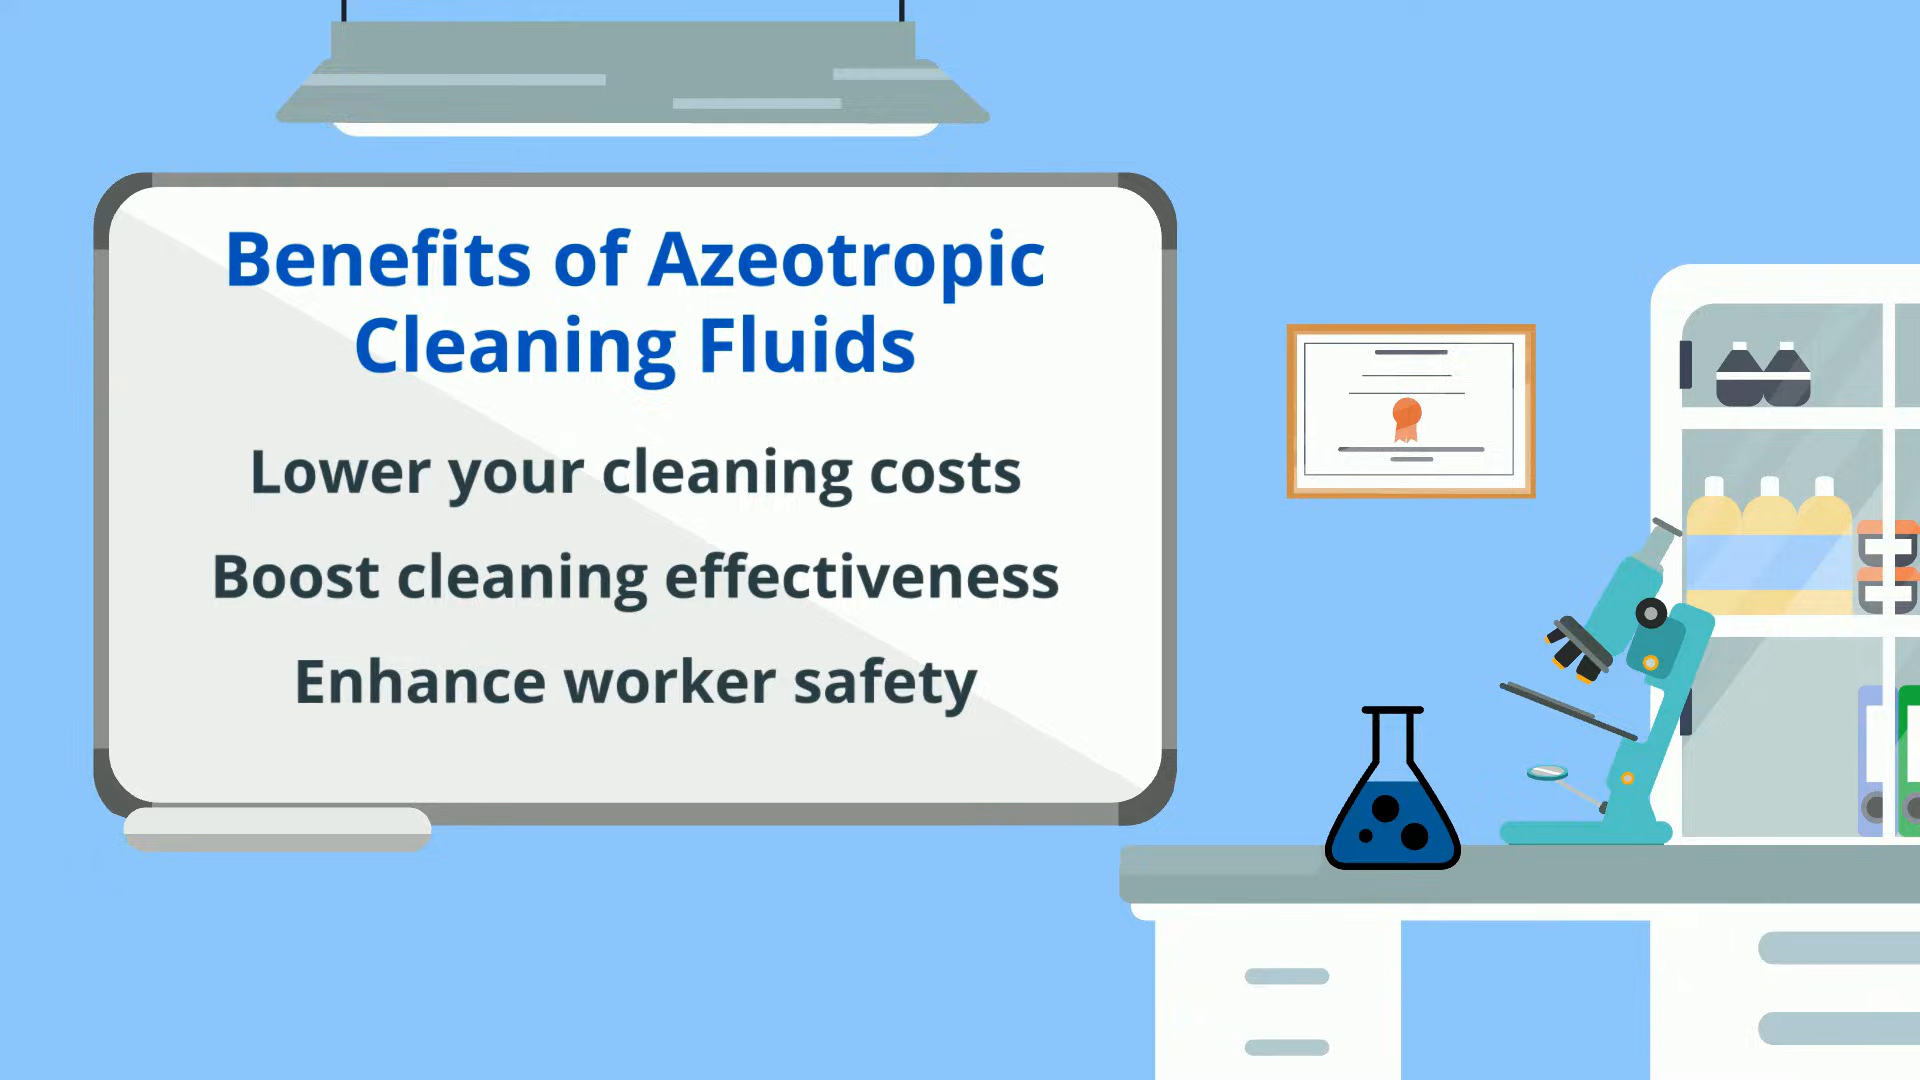 Benefits of Azeotropic
Cleaning Fluids
Lower your cleaning costs
Boost cleaning effectiveness
Enhance worker safety